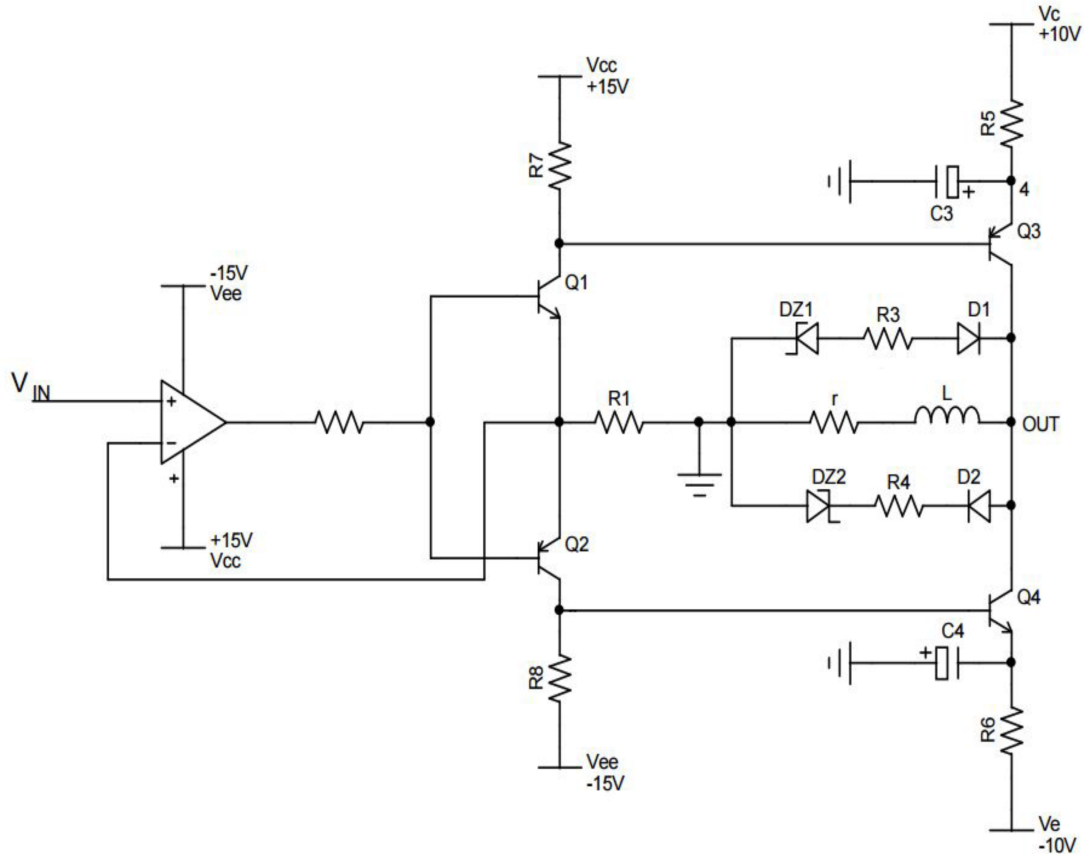 Vc
+10V
Vcc
+15V
R5
R7
4
C3
+
Q3
-15V
Vee
Q1
DZ1
R3
D1
V IN
+
R1
r
L
OUT
−
+
DZ2
R4
D2
+15V
Vcc
Q2
Q4
C4
+
R8
R6
Vee
-15V
Ve
-10V